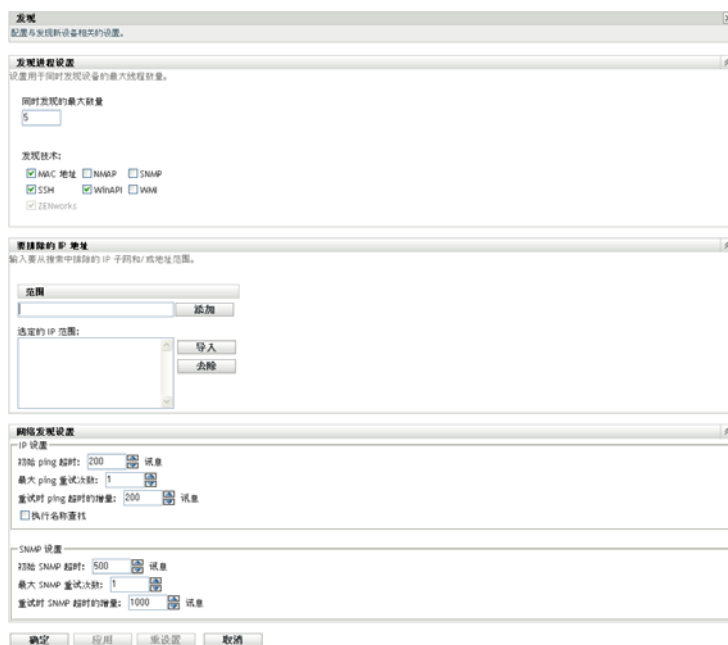 发现
配置与发现新设备相关的设置。
发现进程设置
设置用于同时发现设备的最大线程数量。
同时发现的最大数量
5
发现技术:
MAC 地址 NMAP SNMP
SSH WinAPI WMI
ZENworks
要排除的 IP 地址
输入要从搜索中排除的 IP 子网和/或地址范围。
范围
添加
选定的 IP 范围:
导入
去除
网络发现设置
IP 设置
初始 ping 超时: 200 讯息
最大 ping 重试次数: 1
重试时 ping 超时的增量: 200 讯息
执行名称查找
SNMP 设置
初始 SNMP 超时: 500 讯息
最大 SNMP 重试次数: 1
重试时 SNMP 超时的增量: 1000 讯息
确定 应用 重设置 取消